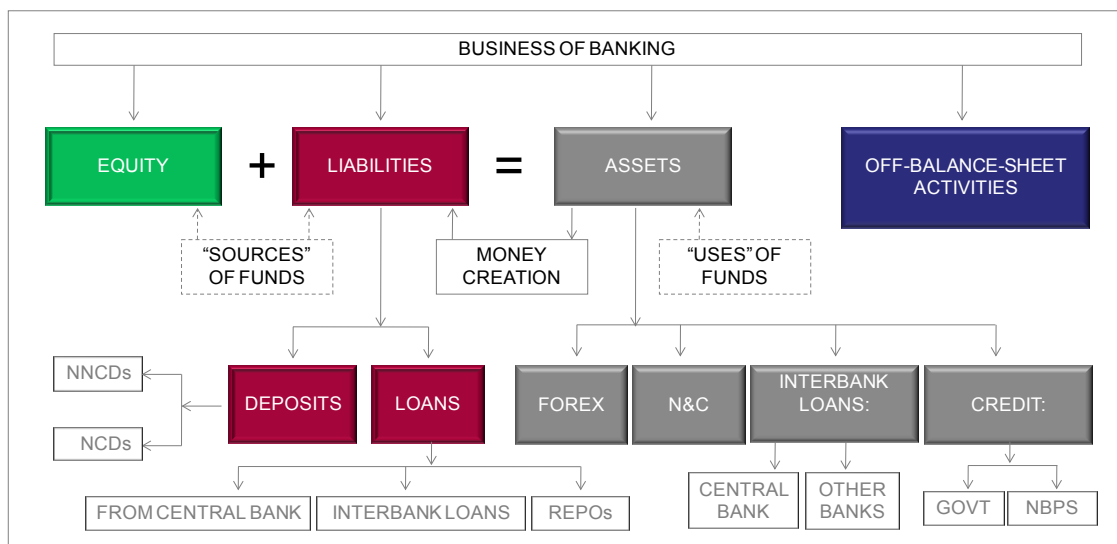 BUSINESS OF BANKING
EQUITY
+
LIABILITIES
=
ASSETS
OFF-BALANCE-SHEET
ACTIVITIES
“SOURCES”
OF FUNDS
MONEY
CREATION
“USES” OF
FUNDS
NNCDs
NCDs
DEPOSITS
LOANS
FOREX
N&C
INTERBANK
LOANS:
CREDIT:
FROM CENTRAL BANK
INTERBANK LOANS
REPOs
CENTRAL
BANK
OTHER
BANKS
GOVT
NBPS